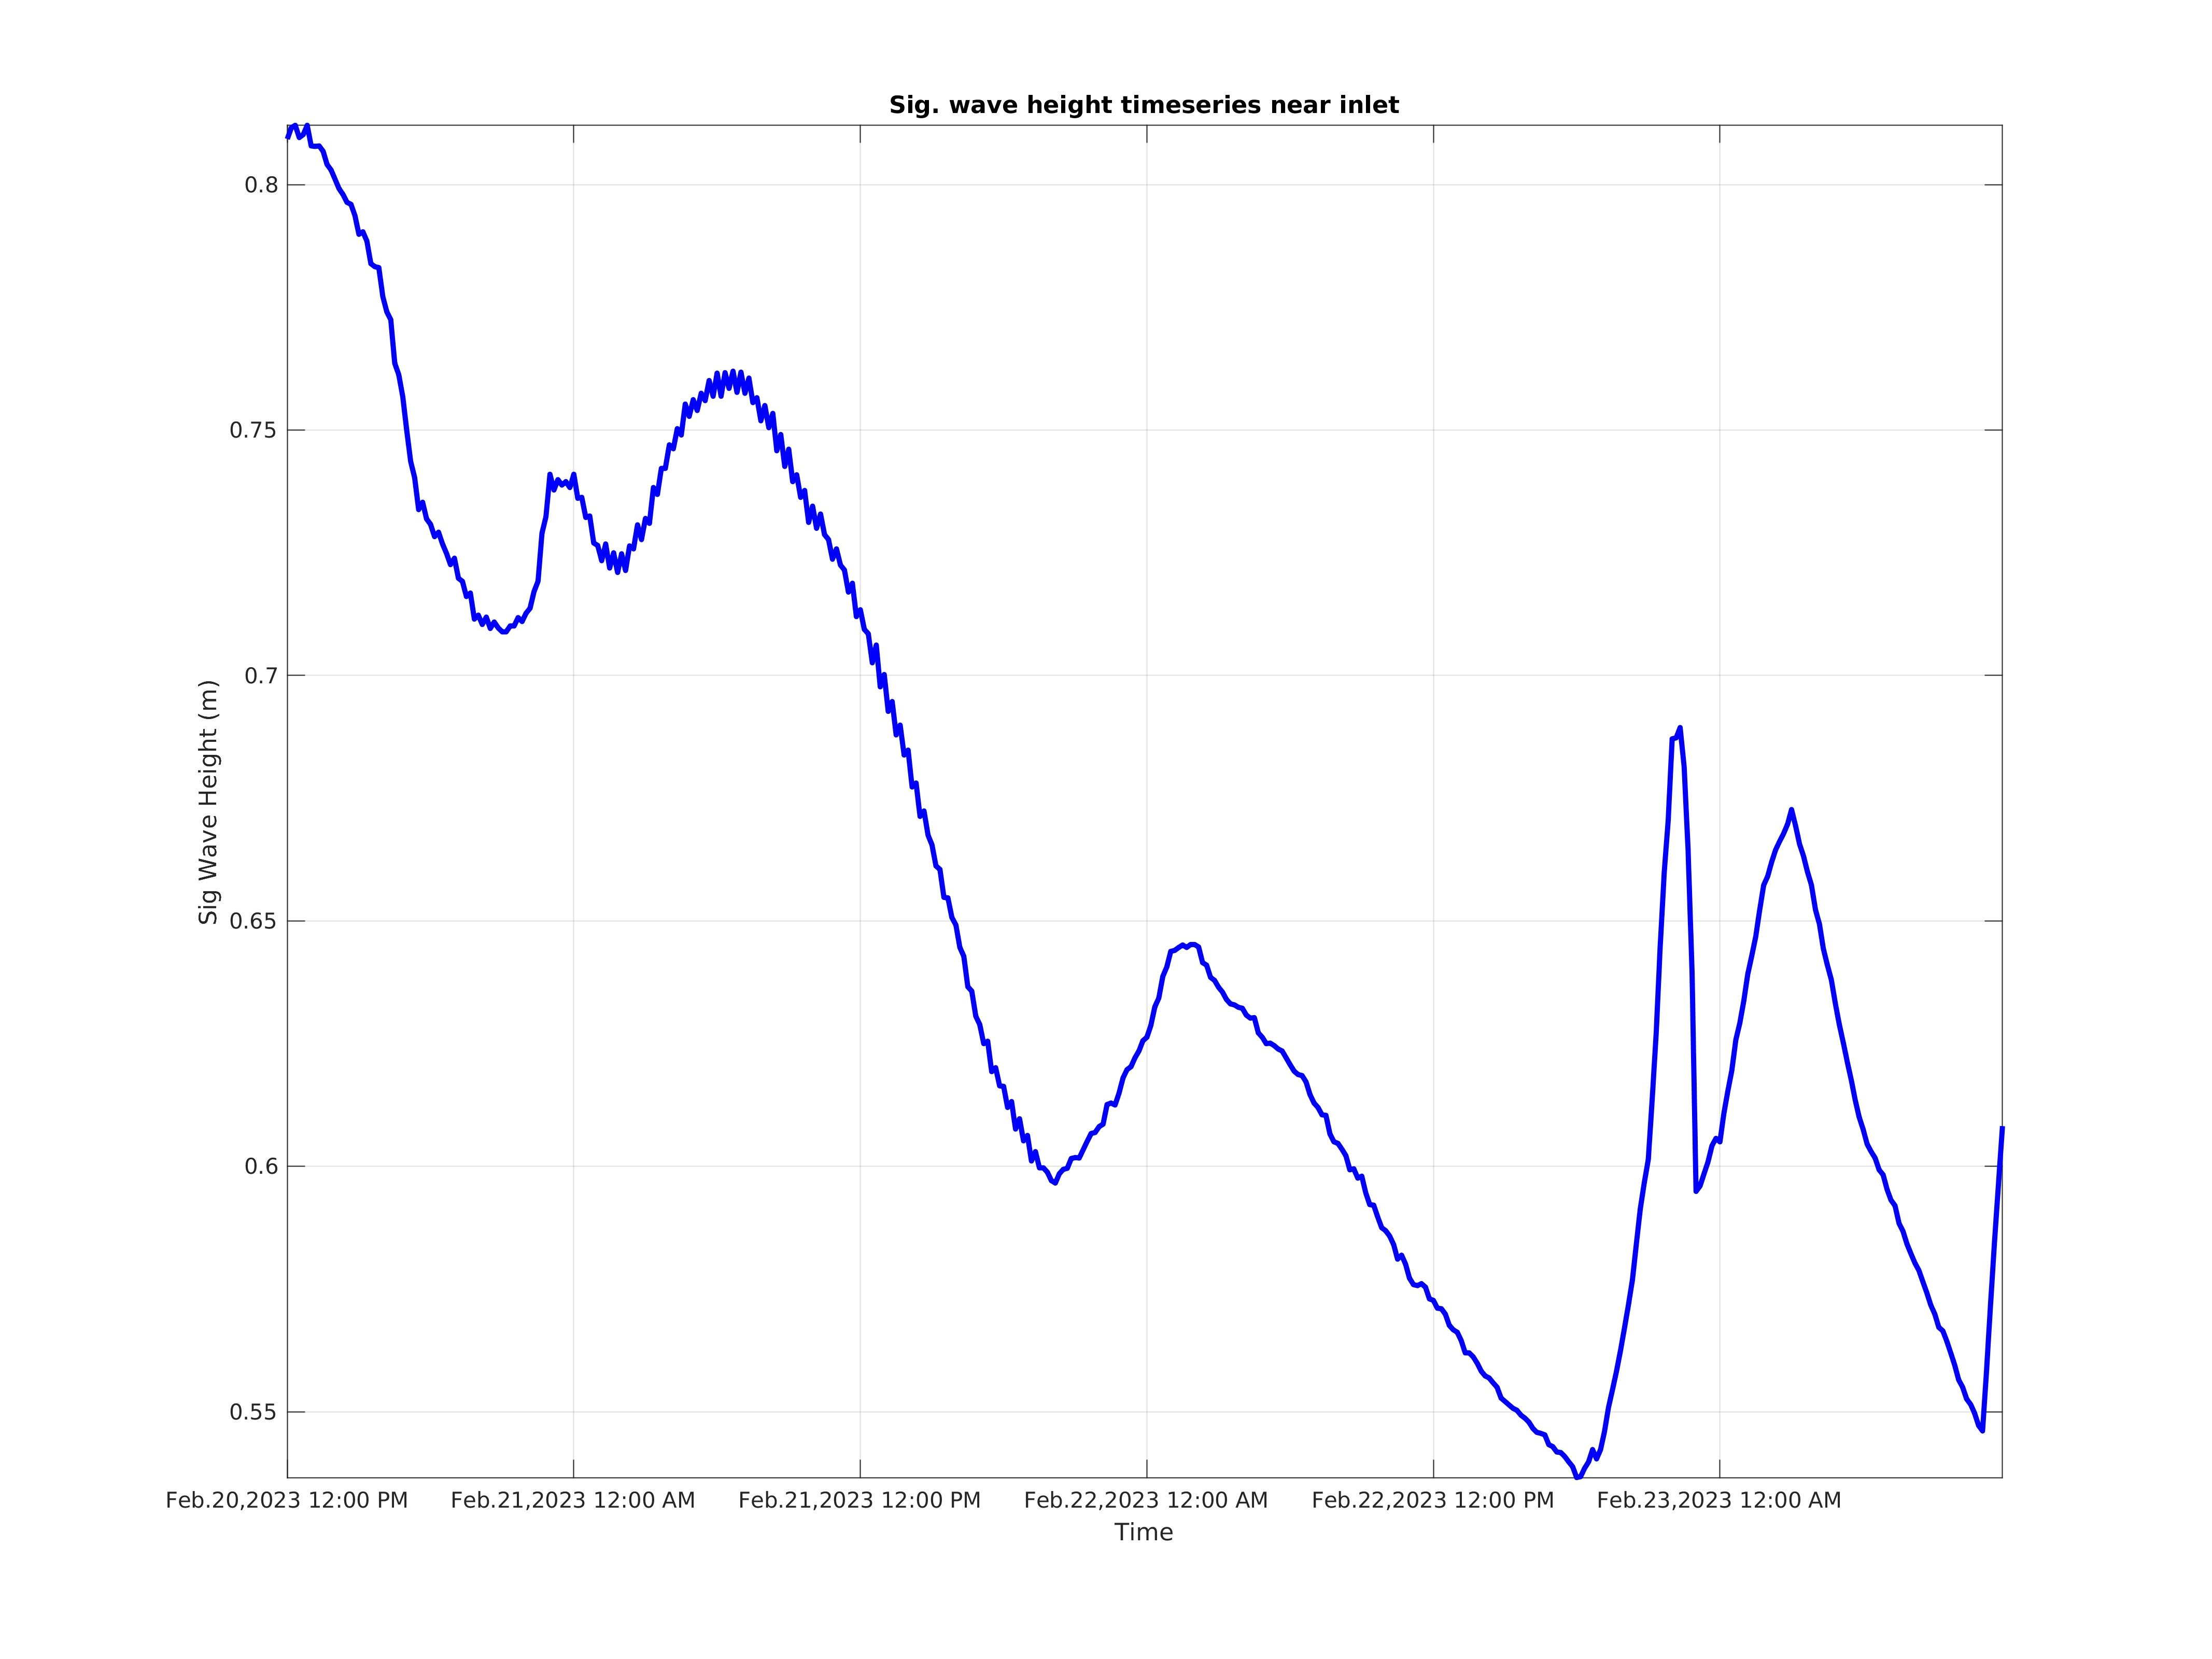 Sig. wave height timeseries near inlet
Sig Wave Height (m)
0.8
0.75
0.7
0.65
0.6
0.55
Feb.20,2023 12:00 PM
Feb.21,2023 12:00 AM
Feb.21,2023 12:00 PM
Feb.22,2023 12:00 AM
Feb.22,2023 12:00 PM
Feb.23,2023 12:00 AM
Time